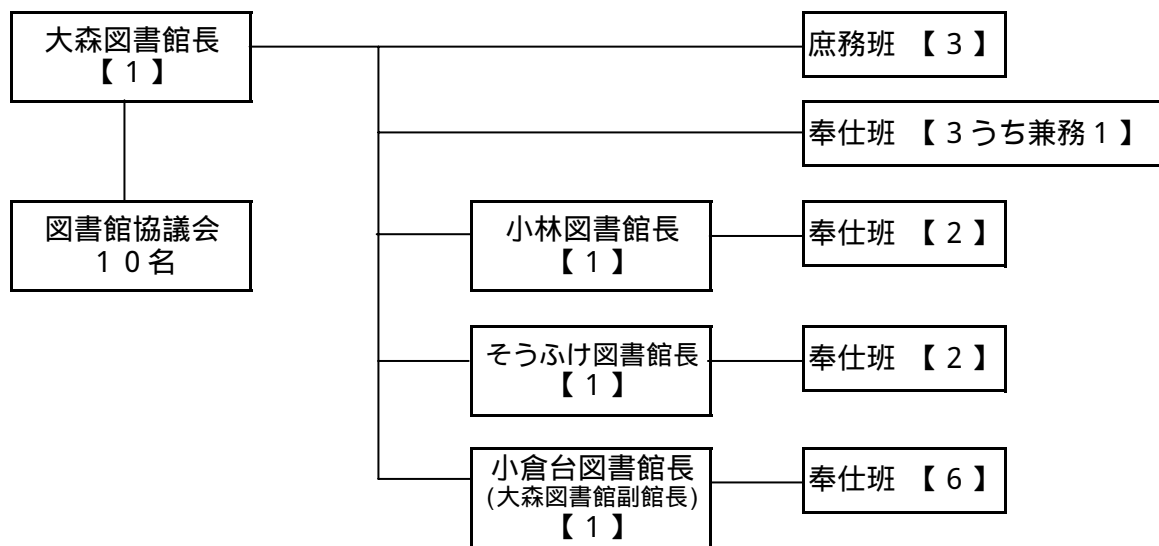 大森図書館長
【１】
庶務班 【３】
奉仕班 【３うち兼務１】
図書館協議会
１０名
小林図書館長
【１】
奉仕班 【２】
そうふけ図書館長
【１】
奉仕班 【２】
小倉台図書館長
(大森図書館副館長)
【１】
奉仕班 【６】